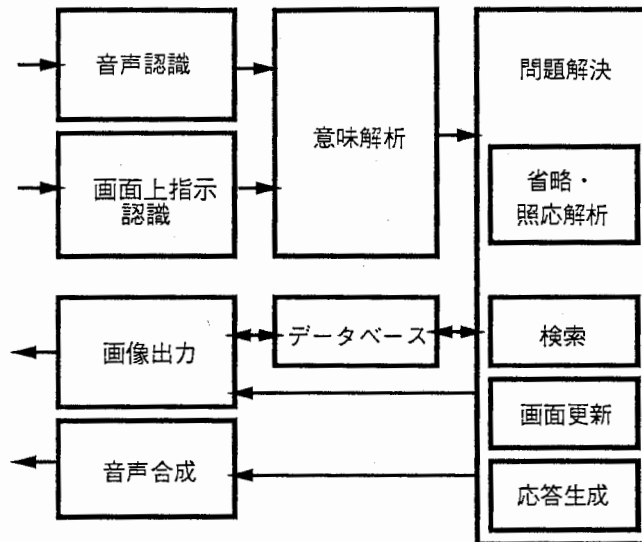 音声認識
画面上指示
認識
意味解析
問題解決
省略・
照応解析
画像出力
データベース
検索
画面更新
音声合成
応答生成